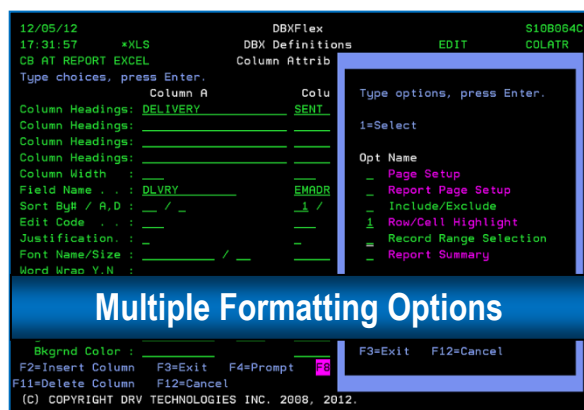 12/05/12 DBXFlex S10B064C
17:31:57 *XLS DBX Definitions EDIT COLATR
CB AT REPORT EXCEL Column Attrib
Type choices, press Enter.
Column A Colu
Column Headings: DELIVERY SENT
Column Headings:
Column Headings:
Column Headings:
Column Width :
Field Name . . : DLVRY EMADR
Sort By# / A,D : / 1 /
Edit Code . . :
Justification. :
Font Name/Size : /
Word Wrap Y,N :
Type options, press Enter.
1=Select
Opt Name
Page Setup
Report Page Setup
Include/Exclude
1 Row/Cell Highlight
Record Range Selection
Report Summary
Multiple Formatting Options
Bkgrnd Color :
F3=Exit F12=Cancel
F2=Insert Column F3=Exit F4=Prompt F8
F11=Delete Column F12=Cancel
(C) COPYRIGHT DRV TECHNOLOGIES INC. 2008, 2012.